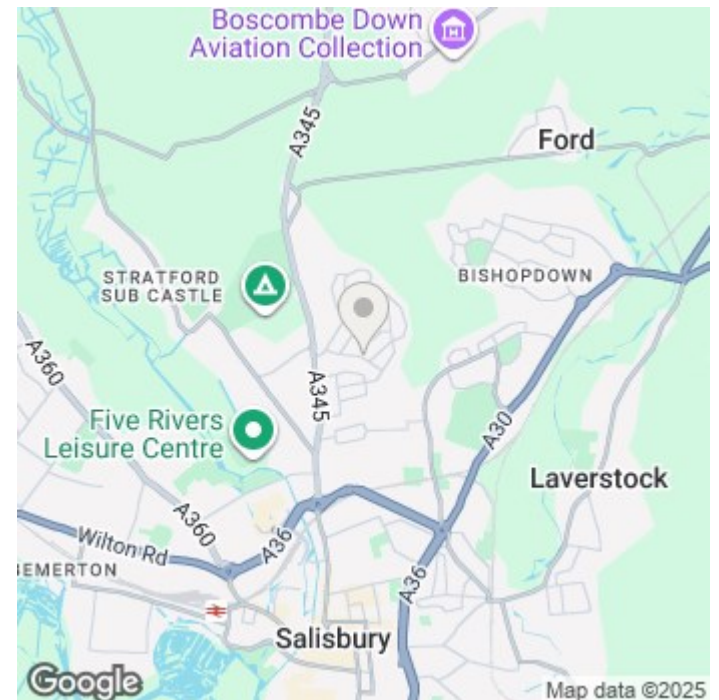 Boscombe Down
Aviation Collection
A345
Ford
STRATFORD
SUB CASTLE
BISHOPDOWN
A360
A345
Five Rivers
Leisure Centre
A30
Laverstock
A360
A36
Wilton Rd
BEMERTON
A36
Salisbury
Google
Map data ©2025